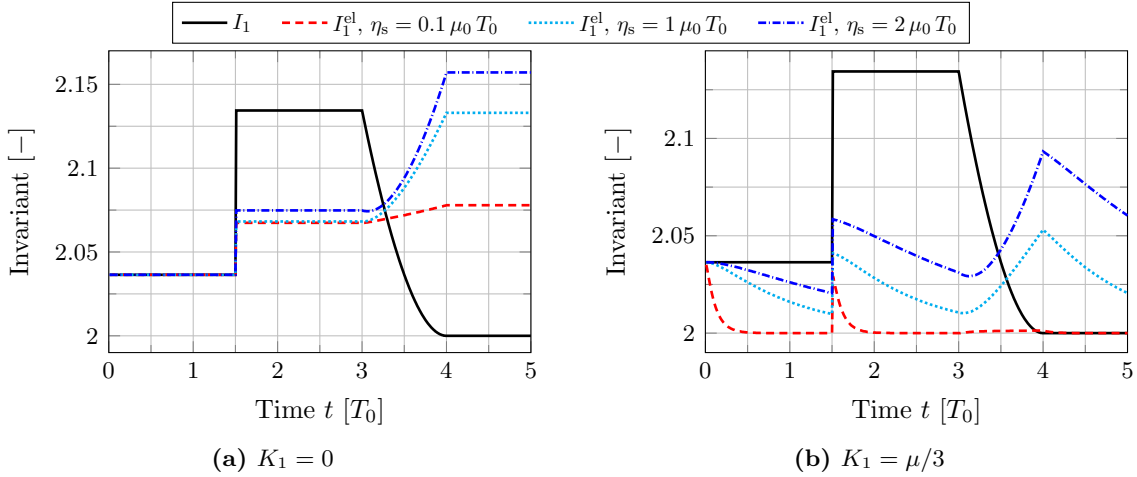 I₁ I₁ᵉˡ, ηₛ = 0.1 μ₀ T₀ I₁ᵉˡ, ηₛ = 1 μ₀ T₀ I₁ᵉˡ, ηₛ = 2 μ₀ T₀
2.15
2.1
2.05
2
Invariant [−]
0 1 2 3 4 5
Time t [T₀]
(a) K₁ = 0
2.1
2.05
2
Invariant [−]
0 1 2 3 4 5
Time t [T₀]
(b) K₁ = μ/3